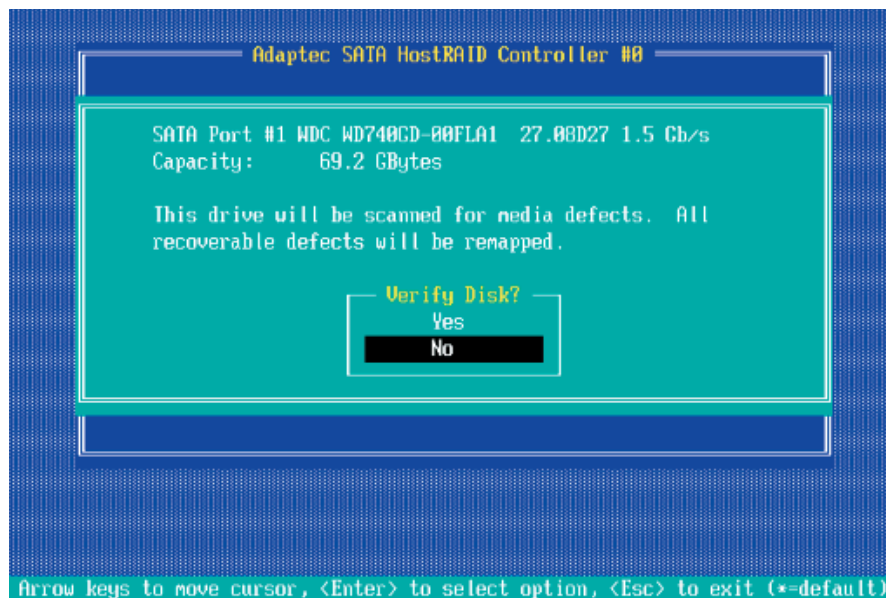 Adaptec SATA HostRAID Controller #0
SATA Port #1 WDC WD740GD-00FLA1 27.08D27 1.5 Gb/s
Capacity: 69.2 GBytes
This drive will be scanned for media defects. All
recoverable defects will be remapped.
Verify Disk?
Yes
No
Arrow keys to move cursor, <Enter> to select option, <Esc> to exit (*=default)